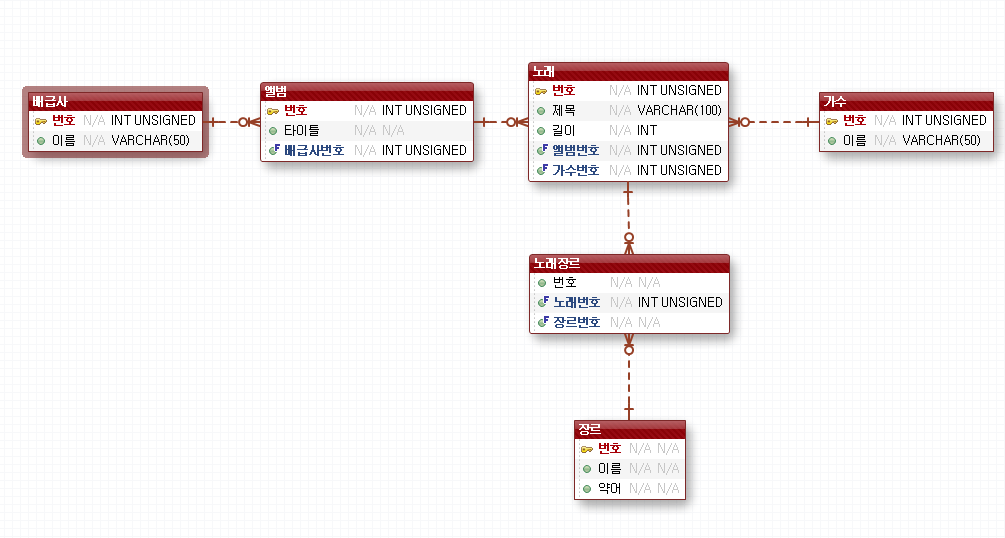 배급사
번호 N/A INT UNSIGNED
이름 N/A VARCHAR(50)
앨범
번호 N/A INT UNSIGNED
타이틀 N/A N/A
배급사번호 N/A INT UNSIGNED
노래
번호 N/A INT UNSIGNED
제목 N/A VARCHAR(100)
길이 N/A INT
앨범번호 N/A INT UNSIGNED
가수번호 N/A INT UNSIGNED
가수
번호 N/A INT UNSIGNED
이름 N/A VARCHAR(50)
노래장르
번호 N/A N/A
노래번호 N/A INT UNSIGNED
장르번호 N/A N/A
장르
번호 N/A N/A
이름 N/A N/A
약어 N/A N/A